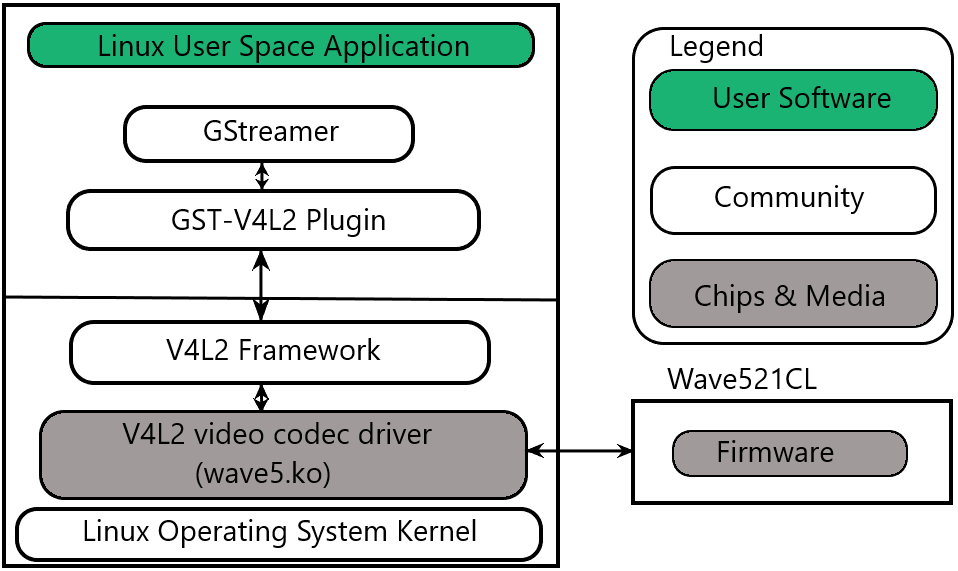 Linux User Space Application
GStreamer
GST-V4L2 Plugin
V4L2 Framework
V4L2 video codec driver
(wave5.ko)
Linux Operating System Kernel
Legend
User Software
Community
Chips & Media
Wave521CL
Firmware